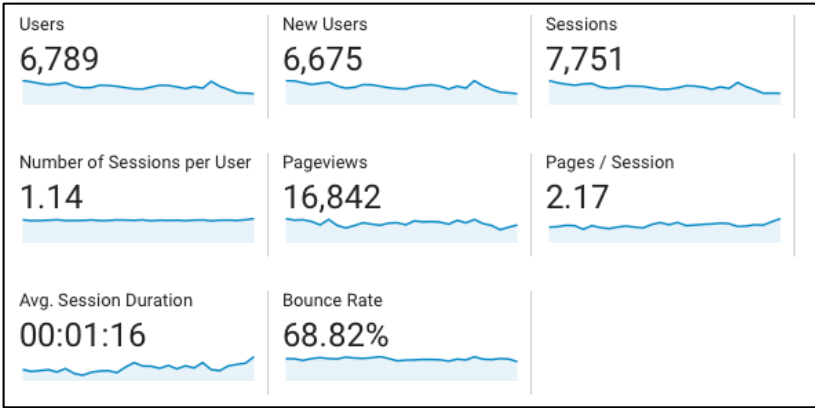 Users
6,789
New Users
6,675
Sessions
7,751
Number of Sessions per User
1.14
Pageviews
16,842
Pages / Session
2.17
Avg. Session Duration
00:01:16
Bounce Rate
68.82%